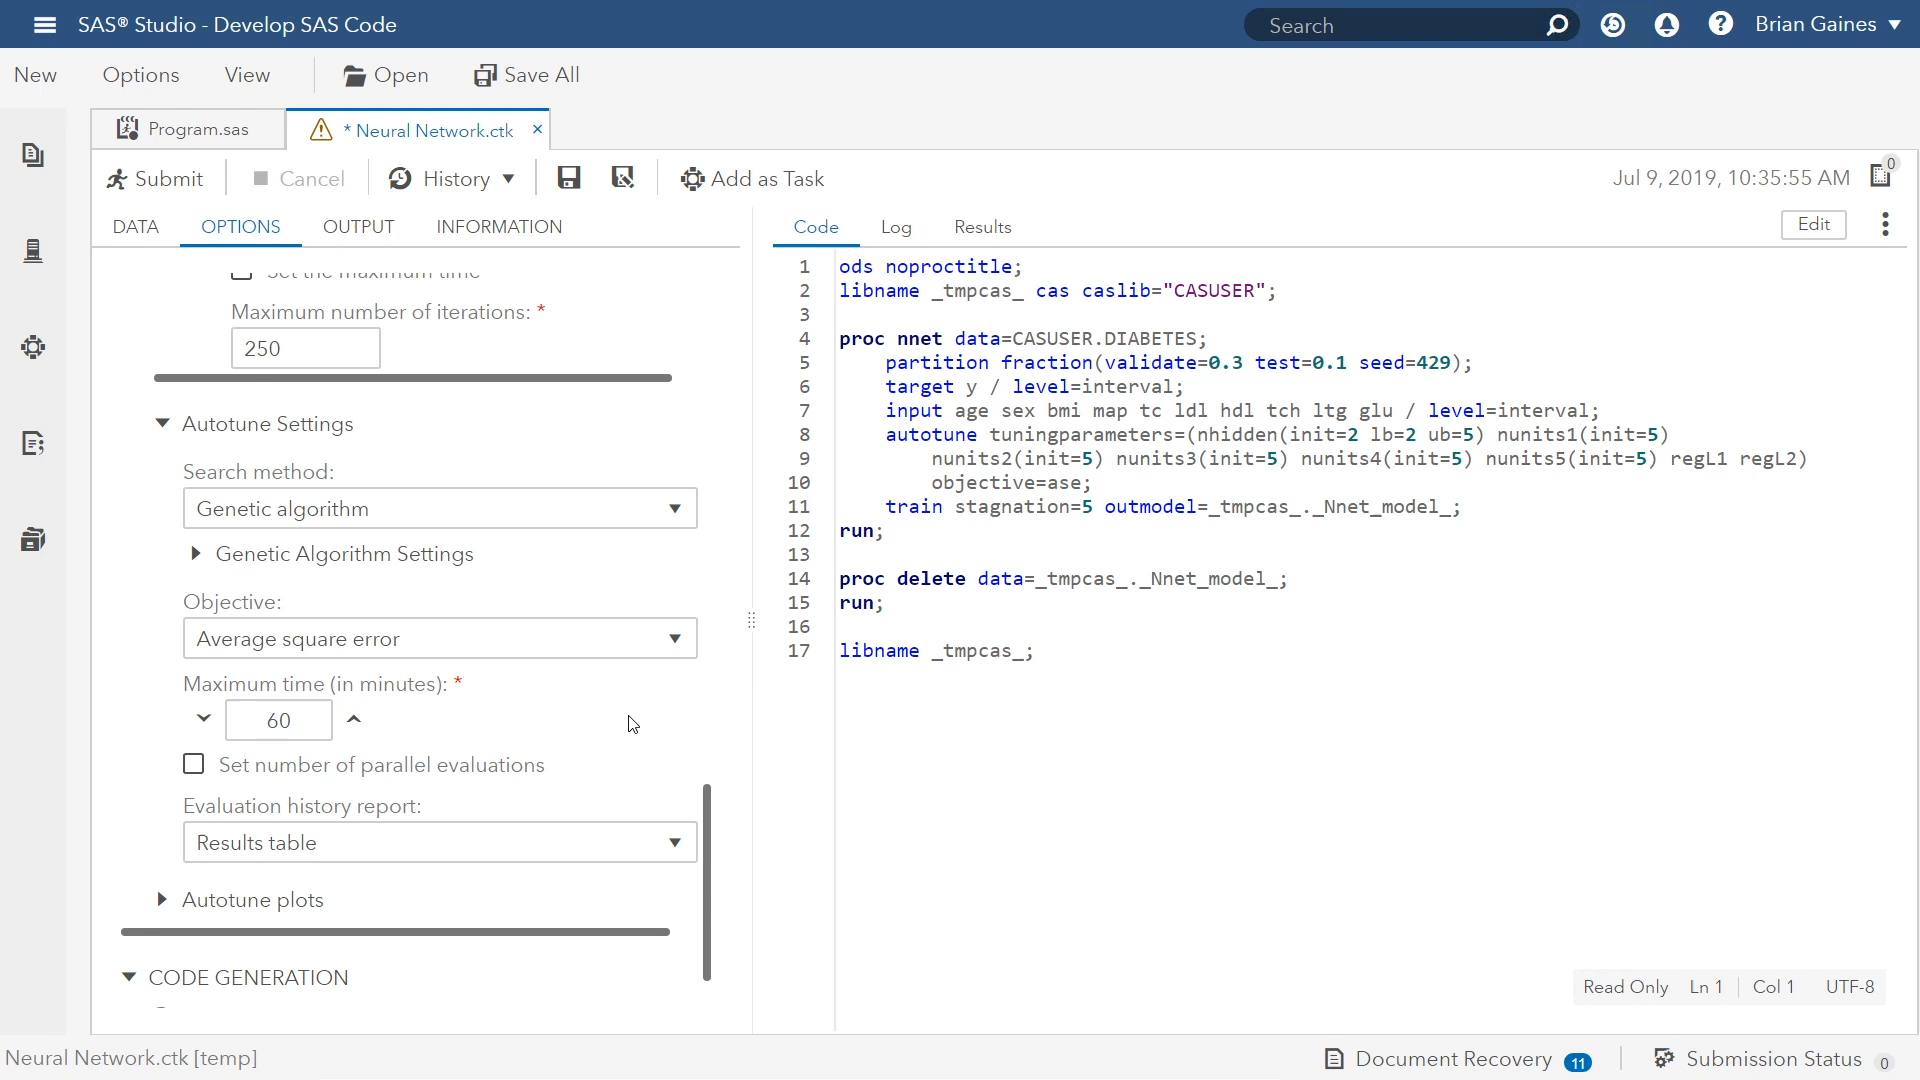 SAS® Studio - Develop SAS Code
Search
Brian Gaines
New Options View Open Save All
Program.sas
* Neural Network.ctk ×
Submit Cancel History Add as Task
Jul 9, 2019, 10:35:55 AM 0
DATA OPTIONS OUTPUT INFORMATION
Set the maximum time
Maximum number of iterations: *
250
Autotune Settings
Search method:
Genetic algorithm
Genetic Algorithm Settings
Objective:
Average square error
Maximum time (in minutes): *
60
Set number of parallel evaluations
Evaluation history report:
Results table
Autotune plots
CODE GENERATION
Code Log Results Edit
1 ods noproctitle;
2 libname _tmpcas_ cas caslib="CASUSER";
3
4 proc nnet data=CASUSER.DIABETES;
5 partition fraction(validate=0.3 test=0.1 seed=429);
6 target y / level=interval;
7 input age sex bmi map tc ldl hdl tch ltg glu / level=interval;
8 autotune tuningparameters=(nhidden(init=2 lb=2 ub=5) nunits1(init=5)
9 nunits2(init=5) nunits3(init=5) nunits4(init=5) nunits5(init=5) regL1 regL2)
10 objective=ase;
11 train stagnation=5 outmodel=_tmpcas_._Nnet_model_;
12 run;
13
14 proc delete data=_tmpcas_._Nnet_model_;
15 run;
16
17 libname _tmpcas_;
Read Only Ln 1 Col 1 UTF-8
Neural Network.ctk [temp]
Document Recovery 11
Submission Status 0